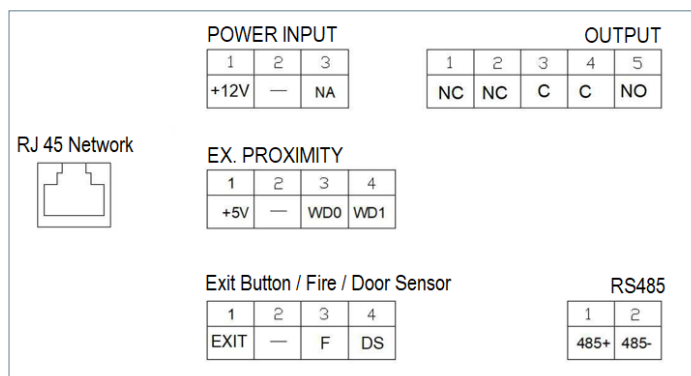 POWER INPUT
1 2 3
+12V — NA
OUTPUT
1 2 3 4 5
NC NC C C NO
RJ 45 Network
EX. PROXIMITY
1 2 3 4
+5V — WD0 WD1
Exit Button / Fire / Door Sensor
1 2 3 4
EXIT — F DS
RS485
1 2
485+ 485-